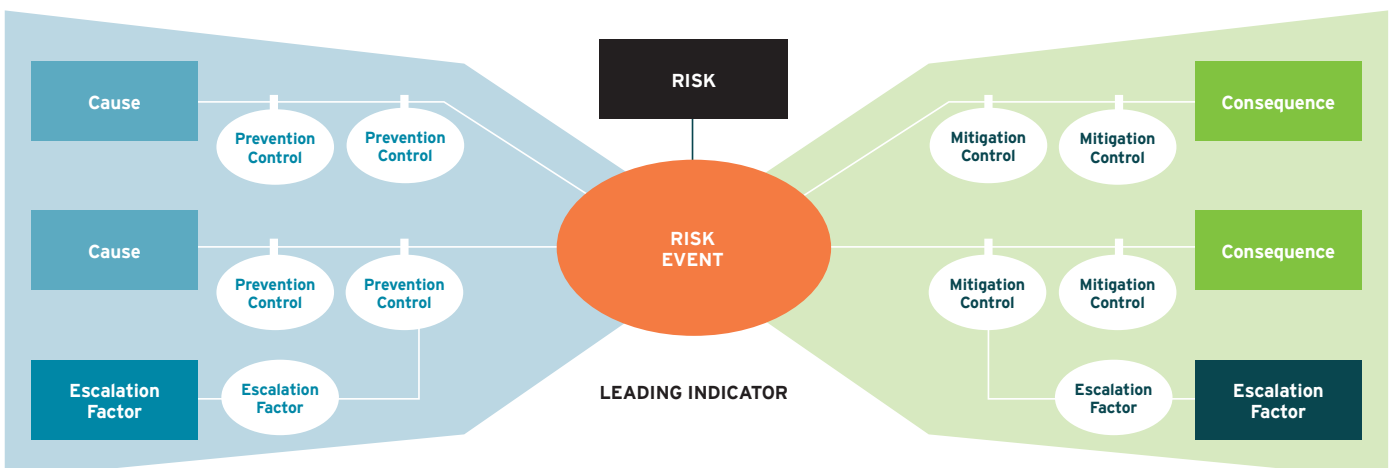 RISK
Cause
Prevention
Control
Prevention
Control
Mitigation
Control
Mitigation
Control
Consequence
Cause
Prevention
Control
Prevention
Control
RISK
EVENT
Mitigation
Control
Mitigation
Control
Consequence
Escalation
Factor
Escalation
Factor
LEADING INDICATOR
Escalation
Factor
Escalation
Factor